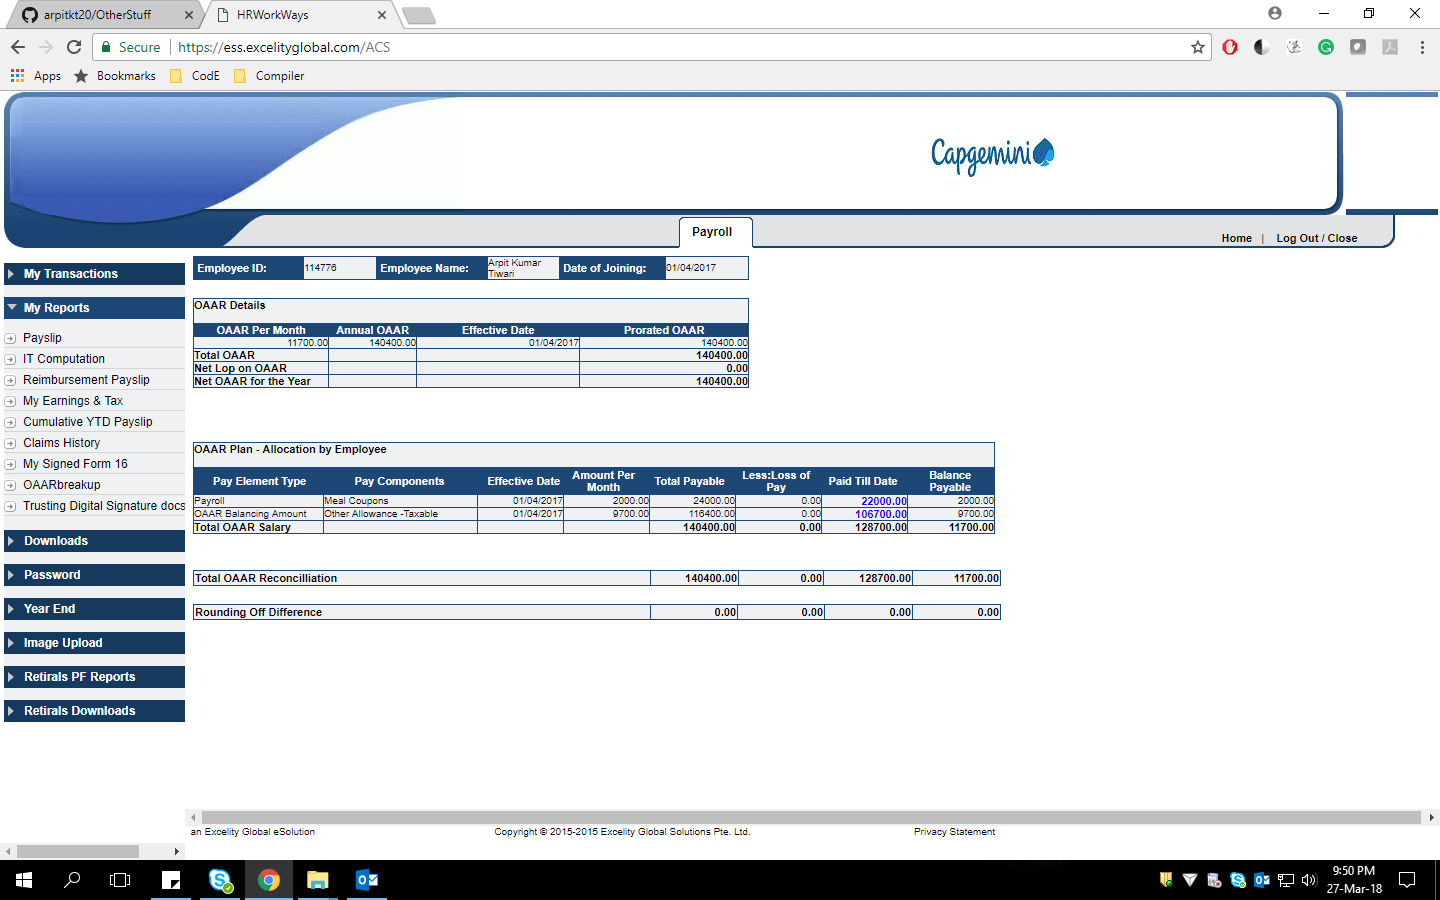 arpitkt20/OtherStuff
HRWorkWays
Secure
https://ess.excelityglobal.com/ACS
Apps Bookmarks CodE Compiler
Capgemini
Payroll
Home | Log Out / Close
My Transactions
My Reports
Payslip
IT Computation
Reimbursement Payslip
My Earnings & Tax
Cumulative YTD Payslip
Claims History
My Signed Form 16
OAARbreakup
Trusting Digital Signature docs
Downloads
Password
Year End
Image Upload
Retirals PF Reports
Retirals Downloads
Employee ID: 114776 Employee Name: Arpit Kumar Tiwari Date of Joining: 01/04/2017
OAAR Details
OAAR Per Month Annual OAAR Effective Date Prorated OAAR
11700.00 140400.00 01/04/2017 140400.00
Total OAAR 140400.00
Net Lop on OAAR 0.00
Net OAAR for the Year 140400.00
OAAR Plan - Allocation by Employee
Pay Element Type Pay Components Effective Date Amount Per Month Total Payable Less:Loss of Pay Paid Till Date Balance Payable
Payroll Meal Coupons 01/04/2017 2000.00 24000.00 0.00 22000.00 2000.00
OAAR Balancing Amount Other Allowance -Taxable 01/04/2017 9700.00 116400.00 0.00 106700.00 9700.00
Total OAAR Salary 140400.00 0.00 128700.00 11700.00
Total OAAR Reconcilliation 140400.00 0.00 128700.00 11700.00
Rounding Off Difference 0.00 0.00 0.00 0.00
an Excelity Global eSolution
Copyright © 2015-2015 Excelity Global Solutions Pte. Ltd.
Privacy Statement
9:50 PM
27-Mar-18